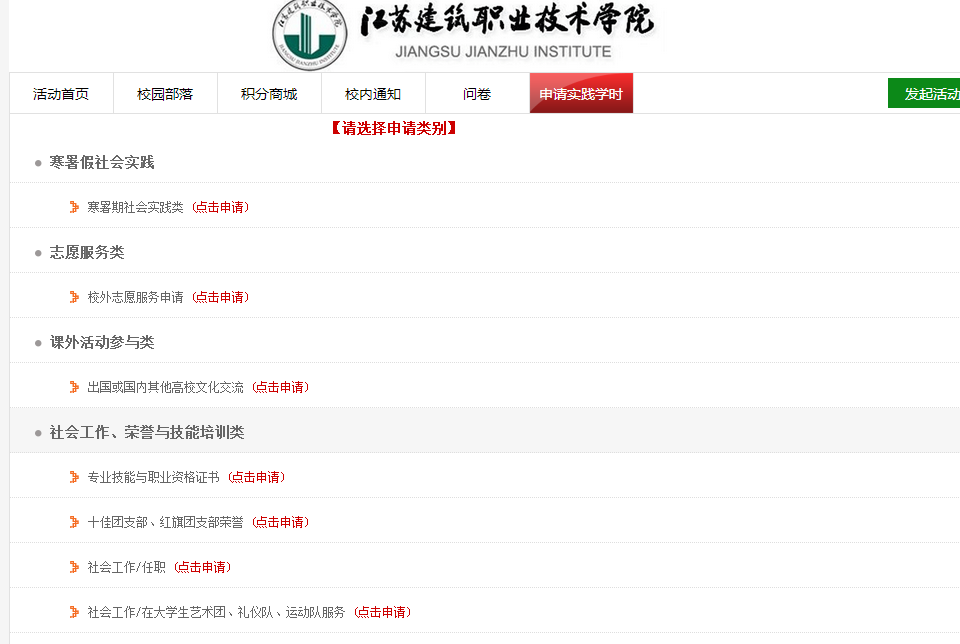 江苏建筑职业技术学院
JIANGSU JIANZHU INSTITUTE
活动首页 校园部落 积分商城 校内通知 问卷 申请实践学时 发起活动
【请选择申请类别】
寒暑假社会实践
寒暑期社会实践类 (点击申请)
志愿服务类
校外志愿服务申请 (点击申请)
课外活动参与类
出国或国内其他高校文化交流 (点击申请)
社会工作、荣誉与技能培训类
专业技能与职业资格证书 (点击申请)
十佳团支部、红旗团支部荣誉 (点击申请)
社会工作/任职 (点击申请)
社会工作/在大学生艺术团、礼仪队、运动队服务 (点击申请)